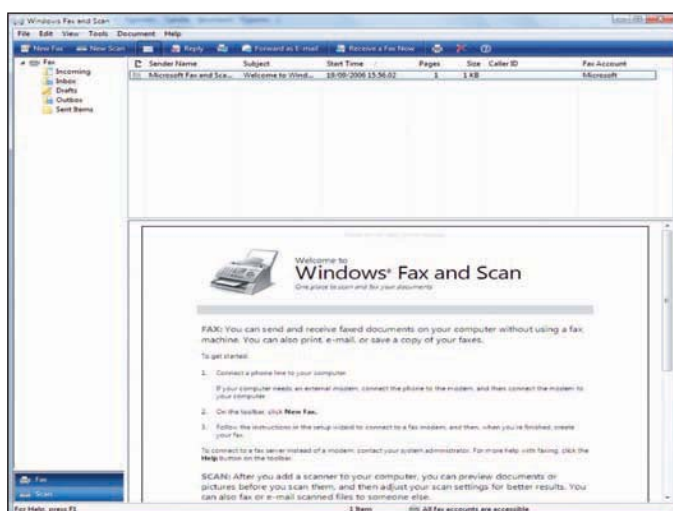 Windows Fax and Scan
File Edit View Tools Document Help
New Fax New Scan Reply Forward as E-mail Receive a Fax Now
Fax
Incoming
Inbox
Drafts
Outbox
Sent Items
Sender Name Subject Start Time Pages Size Caller ID Fax Account
Microsoft Fax and Sca... Welcome to Wind... 18/09/2006 15:56:02 1 1 KB Microsoft
Welcome to
Windows® Fax and Scan
One place to scan and fax your documents
FAX: You can send and receive faxed documents on your computer without using a fax
machine. You can also print, e-mail, or save a copy of your faxes.
To get started:
1. Connect a phone line to your computer.
If your computer needs an external modem, connect the phone to the modem, and then connect the modem to
your computer.
2. On the toolbar, click New Fax.
3. Follow the instructions in the setup wizard to connect to a fax modem, and then, when you're finished, create
your fax.
To connect to a fax server instead of a modem, contact your system administrator. For more help with faxing, click the
Help button on the toolbar.
SCAN: After you add a scanner to your computer, you can preview documents or
pictures before you scan them, and then adjust your scan settings for better results. You
can also fax or e-mail scanned files to someone else.
Fax
Scan
For Help, press F1 1 Item All fax accounts are accessible